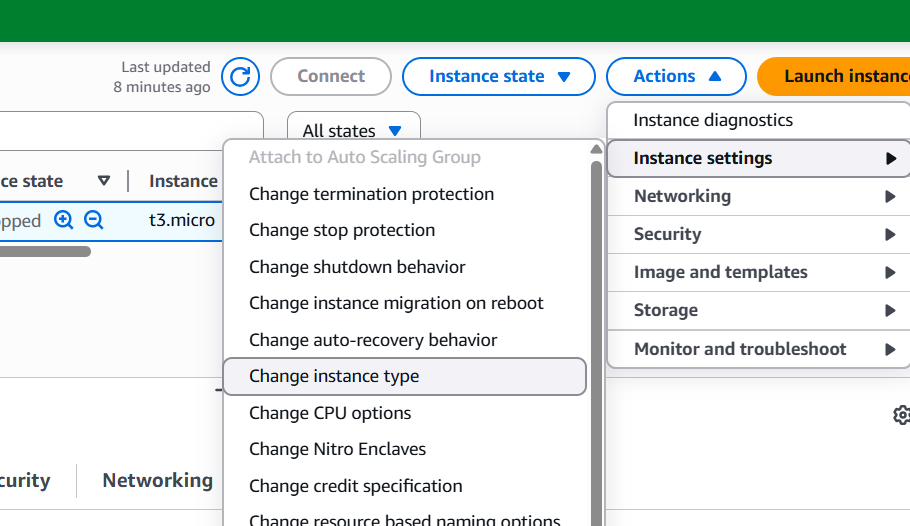 Last updated
8 minutes ago
Connect
Instance state
Actions
Launch instance
All states
Instance diagnostics
Instance settings
Networking
Security
Image and templates
Storage
Monitor and troubleshoot
Attach to Auto Scaling Group
Change termination protection
Change stop protection
Change shutdown behavior
Change instance migration on reboot
Change auto-recovery behavior
Change instance type
Change CPU options
Change Nitro Enclaves
Change credit specification
Change resource based naming options
ce state
Instance
pped
t3.micro
curity
Networking